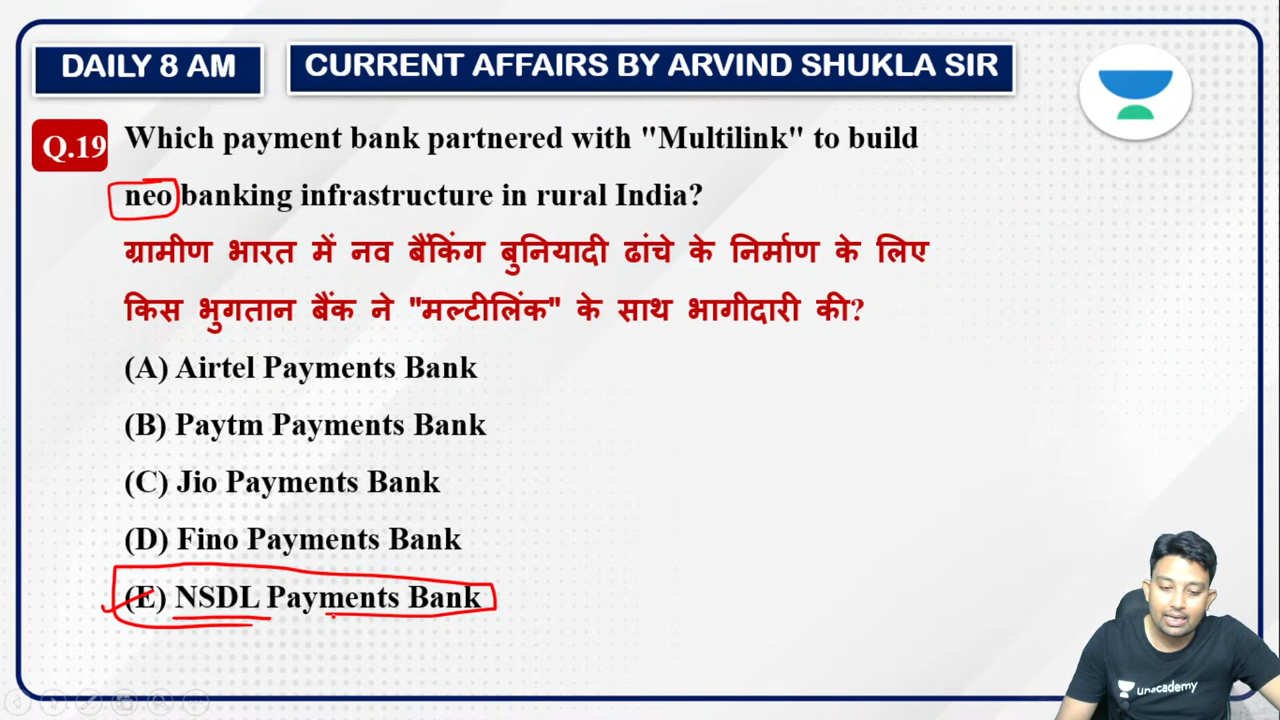 DAILY 8 AM
CURRENT AFFAIRS BY ARVIND SHUKLA SIR
Q.19
Which payment bank partnered with "Multilink" to build
neo banking infrastructure in rural India?
ग्रामीण भारत में नव बैंकिंग बुनियादी ढांचे के निर्माण के लिए
किस भुगतान बैंक ने "मल्टीलिंक" के साथ भागीदारी की?
(A) Airtel Payments Bank
(B) Paytm Payments Bank
(C) Jio Payments Bank
(D) Fino Payments Bank
(E) NSDL Payments Bank
unacademy